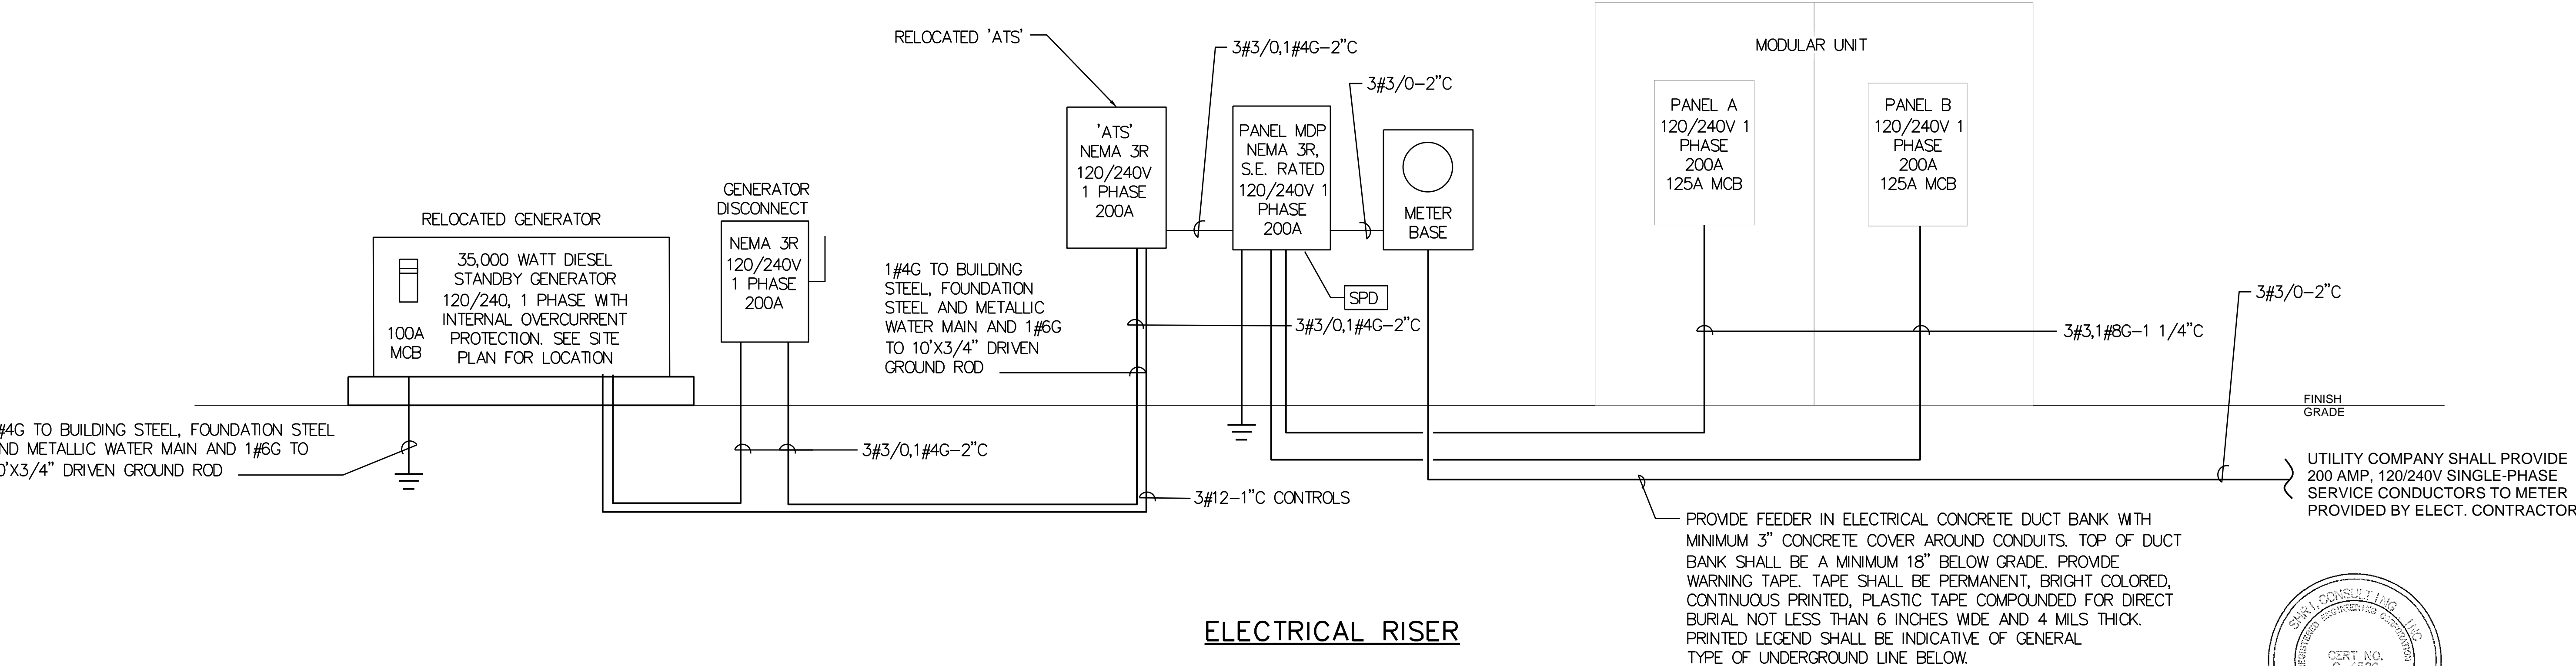 RELOCATED 'ATS'
3#3/0,1#4G-2"C
3#3/0-2"C
MODULAR UNIT
'ATS'
NEMA 3R
120/240V
1 PHASE
200A
PANEL MDP
NEMA 3R,
S.E. RATED
120/240V 1
PHASE
200A
METER
BASE
PANEL A
120/240V 1
PHASE
200A
125A MCB
PANEL B
120/240V 1
PHASE
200A
125A MCB
GENERATOR
DISCONNECT
NEMA 3R
120/240V
1 PHASE
200A
RELOCATED GENERATOR
35,000 WATT DIESEL
STANDBY GENERATOR
120/240, 1 PHASE WITH
INTERNAL OVERCURRENT
PROTECTION. SEE SITE
PLAN FOR LOCATION
100A
MCB
1#4G TO BUILDING
STEEL, FOUNDATION
STEEL AND METALLIC
WATER MAIN AND 1#6G
TO 10'X3/4" DRIVEN
GROUND ROD
SPD
3#3/0,1#4G-2"C
3#3/0-2"C
3#3,1#8G-1 1/4"C
FINISH
GRADE
#4G TO BUILDING STEEL, FOUNDATION STEEL
ND METALLIC WATER MAIN AND 1#6G TO
0'X3/4" DRIVEN GROUND ROD
3#3/0,1#4G-2"C
3#12-1"C CONTROLS
UTILITY COMPANY SHALL PROVIDE
200 AMP, 120/240V SINGLE-PHASE
SERVICE CONDUCTORS TO METER
PROVIDED BY ELECT. CONTRACTOR
PROVIDE FEEDER IN ELECTRICAL CONCRETE DUCT BANK WITH
MINIMUM 3" CONCRETE COVER AROUND CONDUITS. TOP OF DUCT
BANK SHALL BE A MINIMUM 18" BELOW GRADE. PROVIDE
WARNING TAPE. TAPE SHALL BE PERMANENT, BRIGHT COLORED,
CONTINUOUS PRINTED, PLASTIC TAPE COMPOUNDED FOR DIRECT
BURIAL NOT LESS THAN 6 INCHES WIDE AND 4 MILS THICK.
PRINTED LEGEND SHALL BE INDICATIVE OF GENERAL
TYPE OF UNDERGROUND LINE BELOW.
ELECTRICAL RISER
SHRI, CONSULTING INC
REGISTERED ENGINEERING CORPORATION
CERT NO.